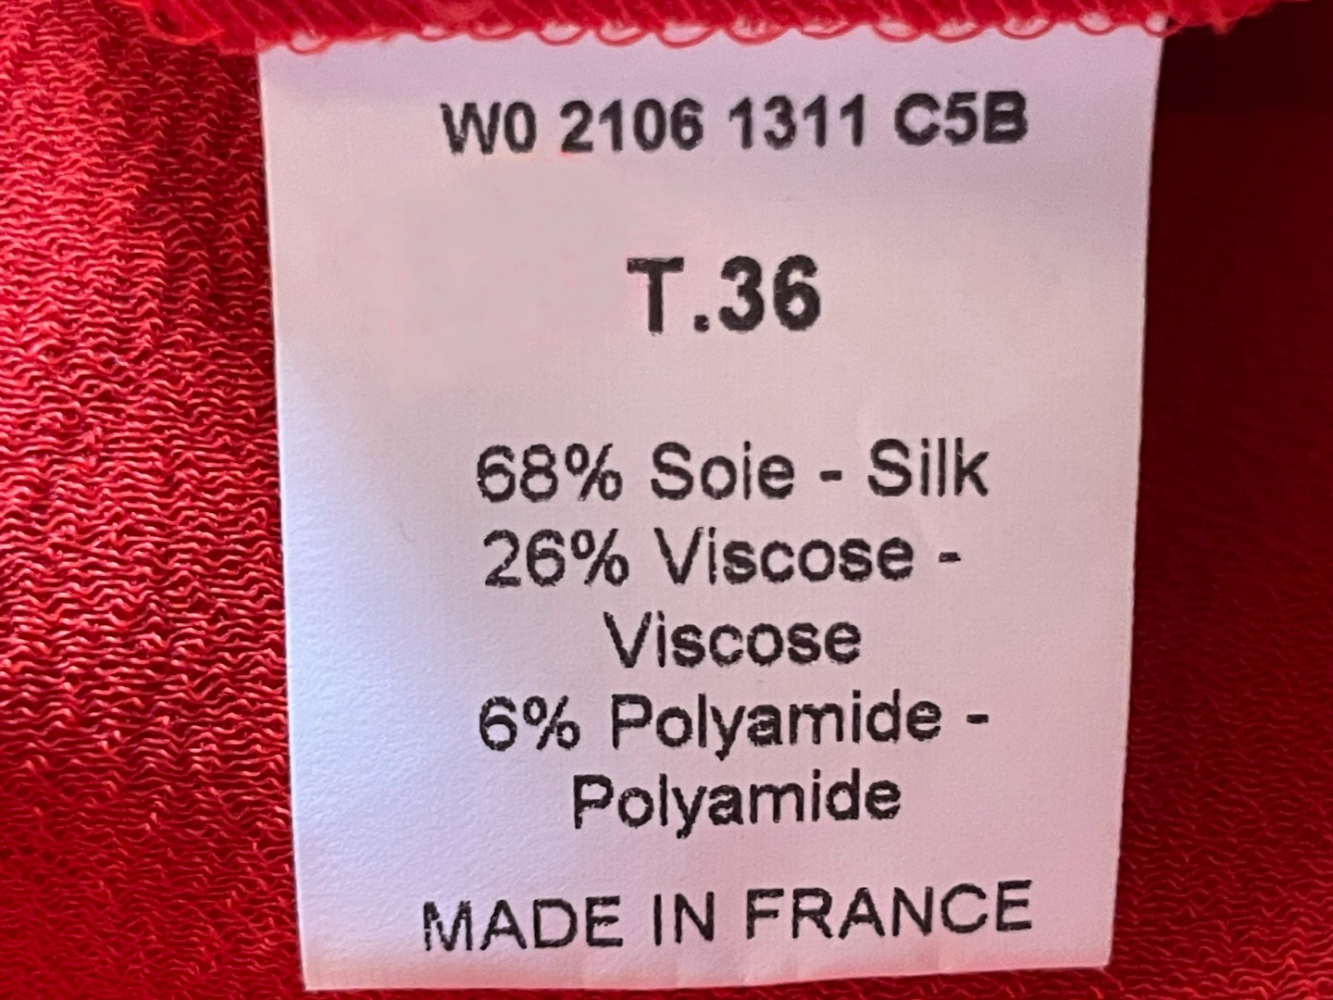 W0 2106 1311 C5B
T.36
68% Soie - Silk
26% Viscose -
Viscose
6% Polyamide -
Polyamide
MADE IN FRANCE